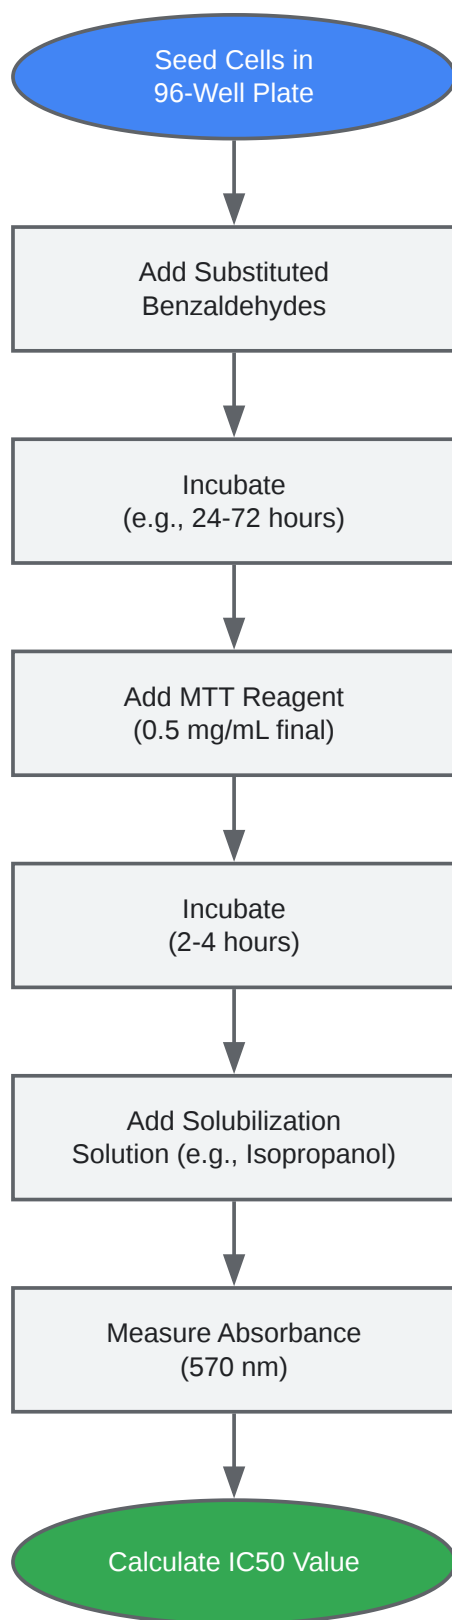 Seed Cells in
96-Well Plate
Add Substituted
Benzaldehydes
Incubate
(e.g., 24-72 hours)
Add MTT Reagent
(0.5 mg/mL final)
Incubate
(2-4 hours)
Add Solubilization
Solution (e.g., Isopropanol)
Measure Absorbance
(570 nm)
Calculate IC50 Value